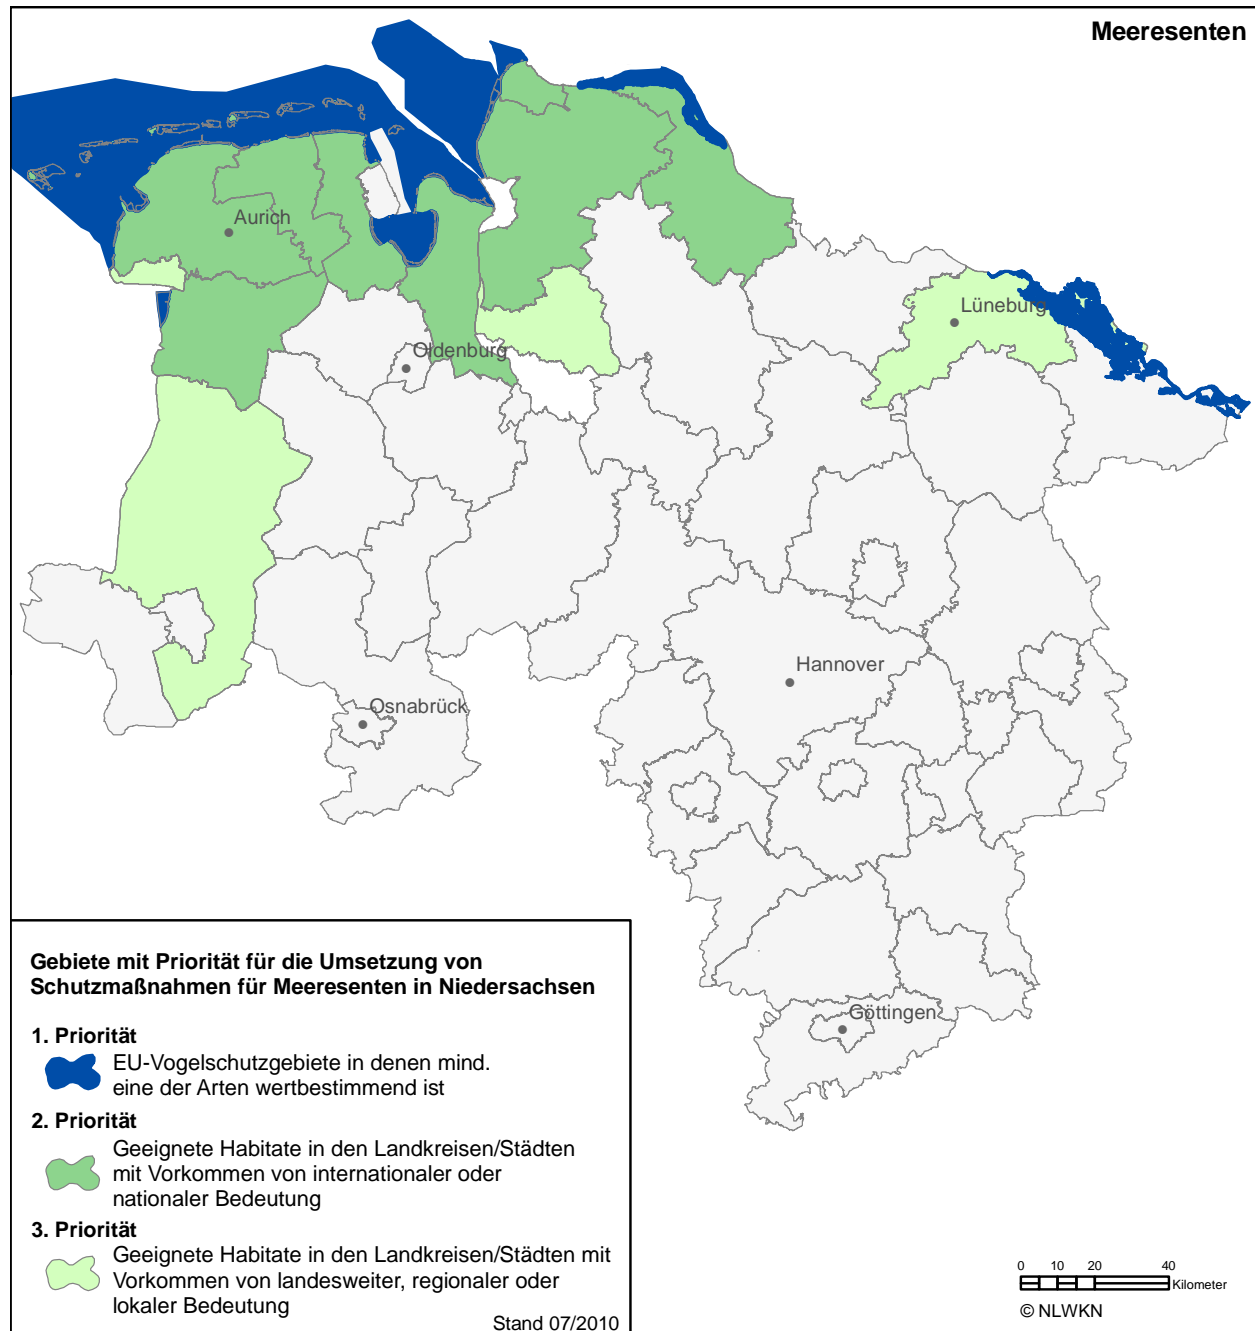 Meeresenten
Aurich
Lüneburg
Oldenburg
Hannover
Osnabrück
Göttingen
Gebiete mit Priorität für die Umsetzung von
Schutzmaßnahmen für Meeresenten in Niedersachsen
1. Priorität
EU-Vogelschutzgebiete in denen mind.
eine der Arten wertbestimmend ist
2. Priorität
Geeignete Habitate in den Landkreisen/Städten
mit Vorkommen von internationaler oder
nationaler Bedeutung
3. Priorität
Geeignete Habitate in den Landkreisen/Städten mit
Vorkommen von landesweiter, regionaler oder
lokaler Bedeutung
Stand 07/2010
0 10 20 40
Kilometer
© NLWKN